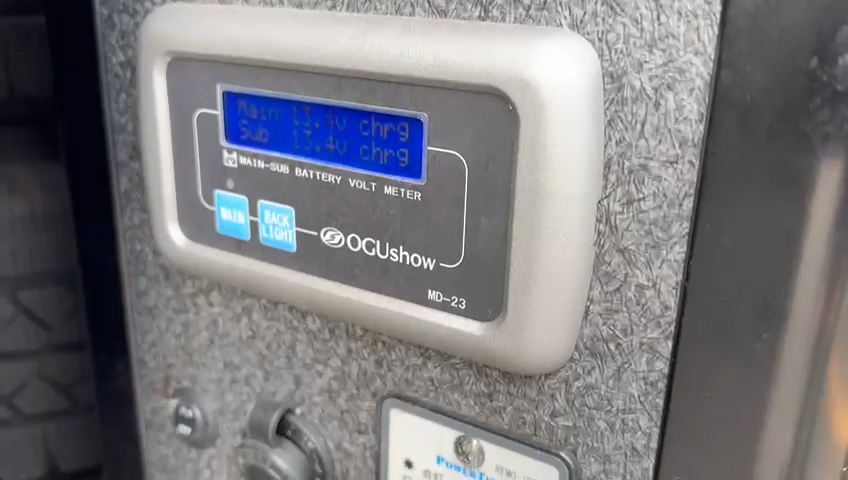 Main 13.4v chrg
Sub 13.4v chrg
MAIN-SUB BATTERY VOLT METER
MAIN
BACK
LIGHT
OGUshow
MD-23